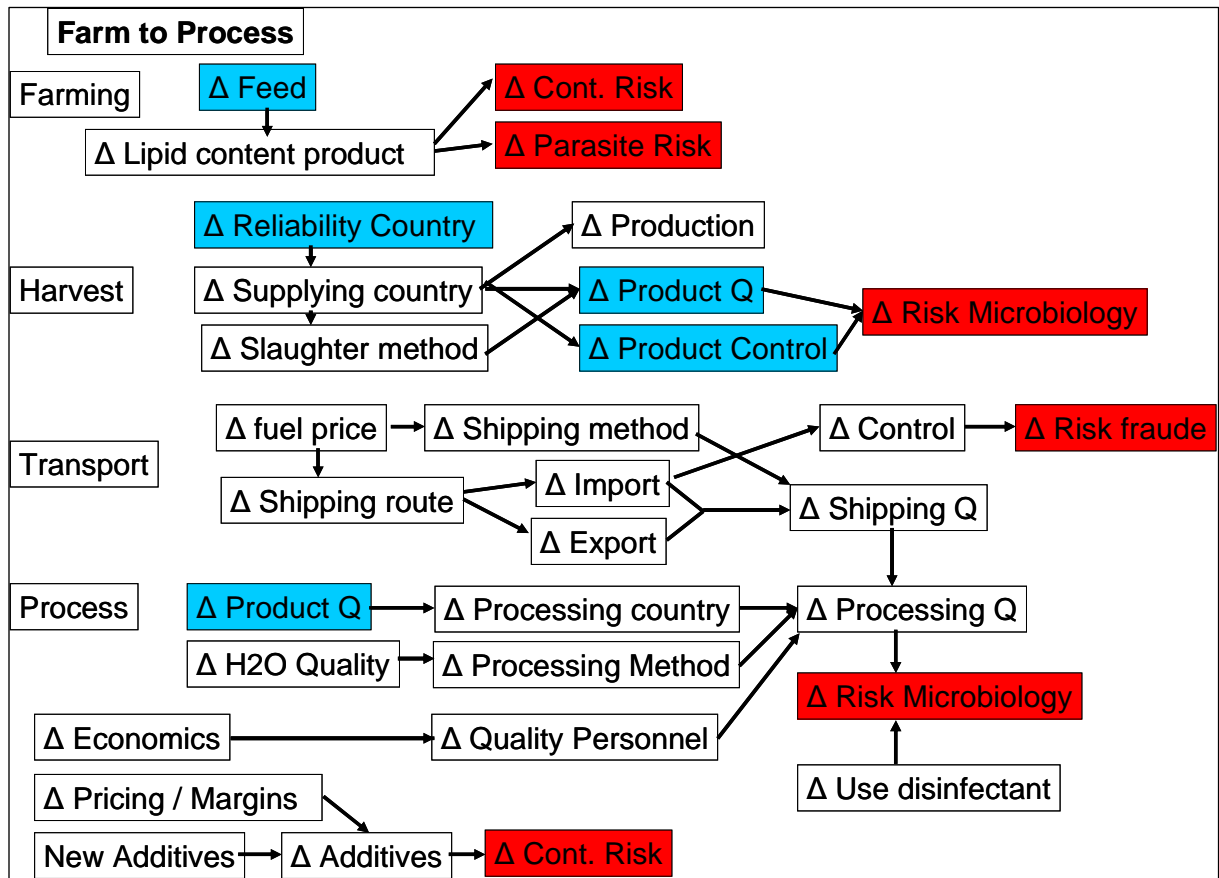 Farm to Process
Farming
Δ Feed
Δ Cont. Risk
Δ Lipid content product
Δ Parasite Risk
Δ Reliability Country
Δ Production
Harvest
Δ Supplying country
Δ Product Q
Δ Risk Microbiology
Δ Slaughter method
Δ Product Control
Transport
Δ fuel price
Δ Shipping method
Δ Control
Δ Risk fraude
Δ Shipping route
Δ Import
Δ Shipping Q
Δ Export
Process
Δ Product Q
Δ Processing country
Δ Processing Q
Δ H2O Quality
Δ Processing Method
Δ Risk Microbiology
Δ Economics
Δ Quality Personnel
Δ Use disinfectant
Δ Pricing / Margins
New Additives
Δ Additives
Δ Cont. Risk